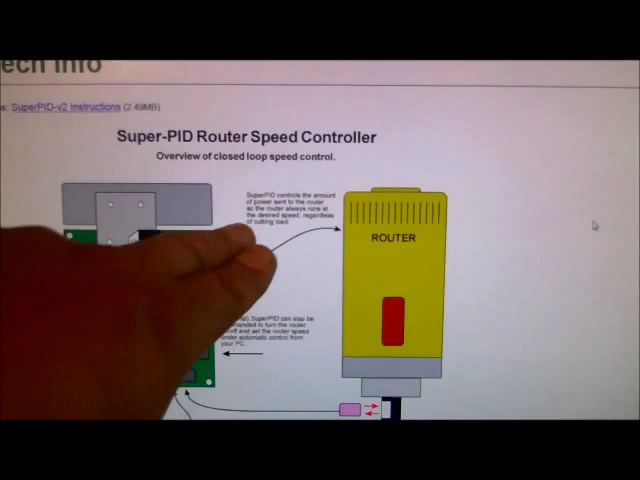 ech Info
s: SuperPID-v2 Instructions (2.49MB)
Super-PID Router Speed Controller
Overview of closed loop speed control.
SuperPID controls the amount
of power sent to the router
so the router always runs at
the desired speed, regardless
of cutting load.
ROUTER
SuperPID can also be
to turn the router
and set the router speed
under automatic control from
your PC.